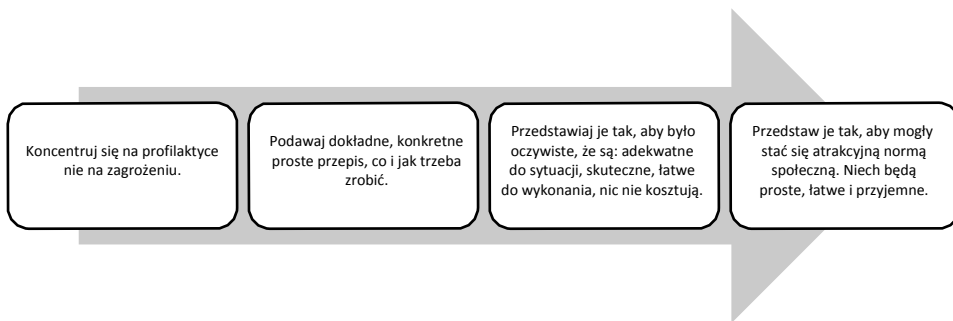 Koncentruj się na profilaktyce
nie na zagrożeniu.
Podawaj dokładne, konkretne
proste przepis, co i jak trzeba
zrobić.
Przedstawiaj je tak, aby było
oczywiste, że są: adekwatne
do sytuacji, skuteczne, łatwe
do wykonania, nic nie kosztują.
Przedstaw je tak, aby mogły
stać się atrakcyjną normą
społeczną. Niech będą
proste, łatwe i przyjemne.